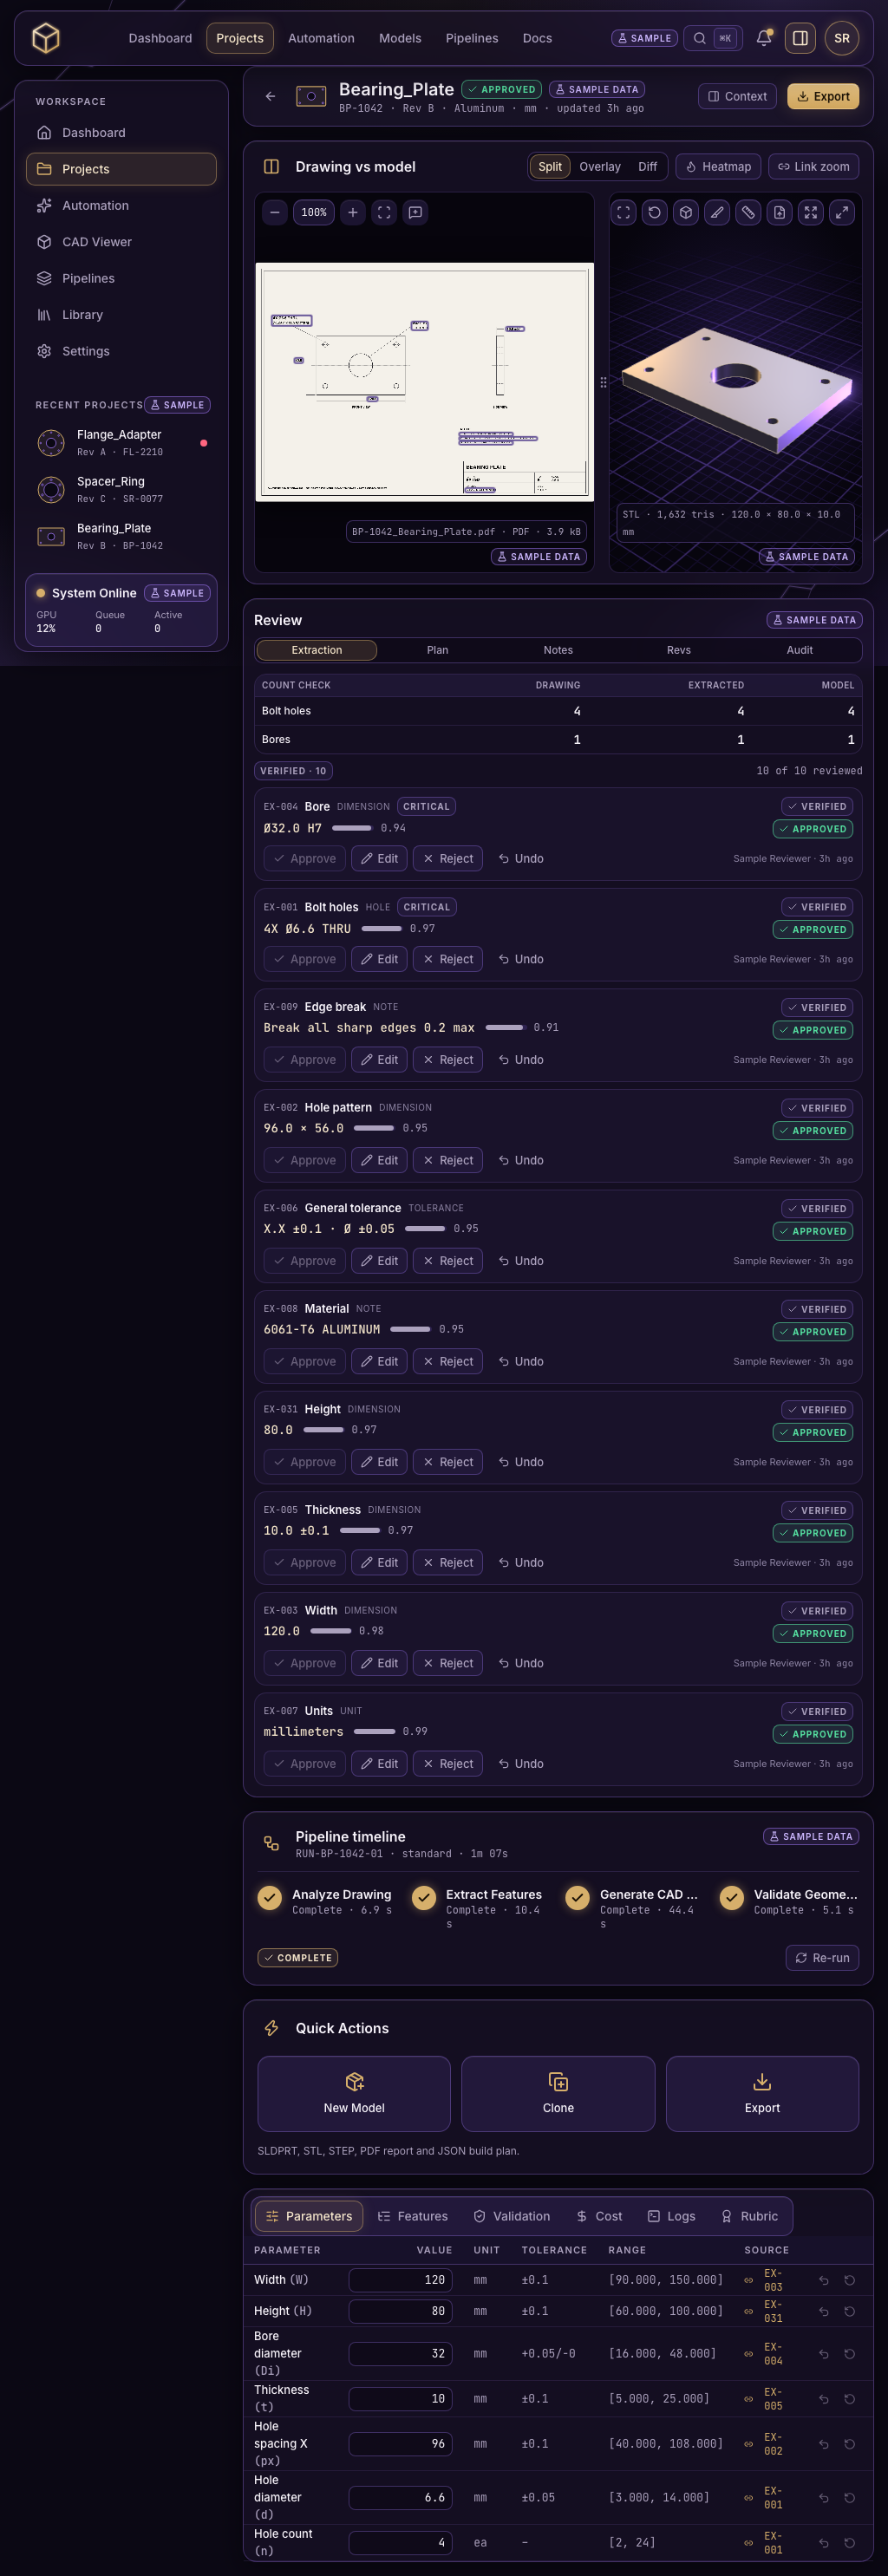 Dashboard Projects Automation Models Pipelines Docs SAMPLE ⌘K SR
WORKSPACE
Dashboard
Projects
Automation
CAD Viewer
Pipelines
Library
Settings
RECENT PROJECTS SAMPLE
Flange_Adapter
Rev A · FL-2210
Spacer_Ring
Rev C · SR-0077
Bearing_Plate
Rev B · BP-1042
System Online SAMPLE
GPU Queue Active
12% 0 0
Bearing_Plate APPROVED SAMPLE DATA
BP-1042 · Rev B · Aluminum · mm · updated 3h ago
Context Export
Drawing vs model
Split Overlay Diff Heatmap Link zoom
100%
BEARING PLATE
BP-1042_Bearing_Plate.pdf · PDF · 3.9 kB
SAMPLE DATA
STL · 1,632 tris · 120.0 × 80.0 × 10.0
mm
SAMPLE DATA
Review SAMPLE DATA
Extraction Plan Notes Revs Audit
COUNT CHECK DRAWING EXTRACTED MODEL
Bolt holes 4 4 4
Bores 1 1 1
VERIFIED · 10 10 of 10 reviewed
EX-004 Bore DIMENSION CRITICAL VERIFIED
Ø32.0 H7 0.94 APPROVED
Approve Edit Reject Undo Sample Reviewer · 3h ago
EX-001 Bolt holes HOLE CRITICAL VERIFIED
4X Ø6.6 THRU 0.97 APPROVED
Approve Edit Reject Undo Sample Reviewer · 3h ago
EX-009 Edge break NOTE VERIFIED
Break all sharp edges 0.2 max 0.91 APPROVED
Approve Edit Reject Undo Sample Reviewer · 3h ago
EX-002 Hole pattern DIMENSION VERIFIED
96.0 × 56.0 0.95 APPROVED
Approve Edit Reject Undo Sample Reviewer · 3h ago
EX-006 General tolerance TOLERANCE VERIFIED
X.X ±0.1 · Ø ±0.05 0.95 APPROVED
Approve Edit Reject Undo Sample Reviewer · 3h ago
EX-008 Material NOTE VERIFIED
6061-T6 ALUMINUM 0.95 APPROVED
Approve Edit Reject Undo Sample Reviewer · 3h ago
EX-031 Height DIMENSION VERIFIED
80.0 0.97 APPROVED
Approve Edit Reject Undo Sample Reviewer · 3h ago
EX-005 Thickness DIMENSION VERIFIED
10.0 ±0.1 0.97 APPROVED
Approve Edit Reject Undo Sample Reviewer · 3h ago
EX-003 Width DIMENSION VERIFIED
120.0 0.98 APPROVED
Approve Edit Reject Undo Sample Reviewer · 3h ago
EX-007 Units UNIT VERIFIED
millimeters 0.99 APPROVED
Approve Edit Reject Undo Sample Reviewer · 3h ago
Pipeline timeline SAMPLE DATA
RUN-BP-1042-01 · standard · 1m 07s
Analyze Drawing Extract Features Generate CAD ... Validate Geome...
Complete · 6.9 s Complete · 10.4 Complete · 44.4 Complete · 5.1 s
s s
COMPLETE Re-run
Quick Actions
New Model Clone Export
SLDPRT, STL, STEP, PDF report and JSON build plan.
Parameters Features Validation Cost Logs Rubric
PARAMETER VALUE UNIT TOLERANCE RANGE SOURCE
Width (W) 120 mm ±0.1 [90.000, 150.000] EX-
003
Height (H) 80 mm ±0.1 [60.000, 100.000] EX-
031
Bore
diameter
(Di) 32 mm +0.05/-0 [16.000, 48.000] EX-
004
Thickness
(t) 10 mm ±0.1 [5.000, 25.000] EX-
005
Hole
spacing X
(px) 96 mm ±0.1 [40.000, 108.000] EX-
002
Hole
diameter
(d) 6.6 mm ±0.05 [3.000, 14.000] EX-
001
Hole count
(n) 4 ea – [2, 24] EX-
001